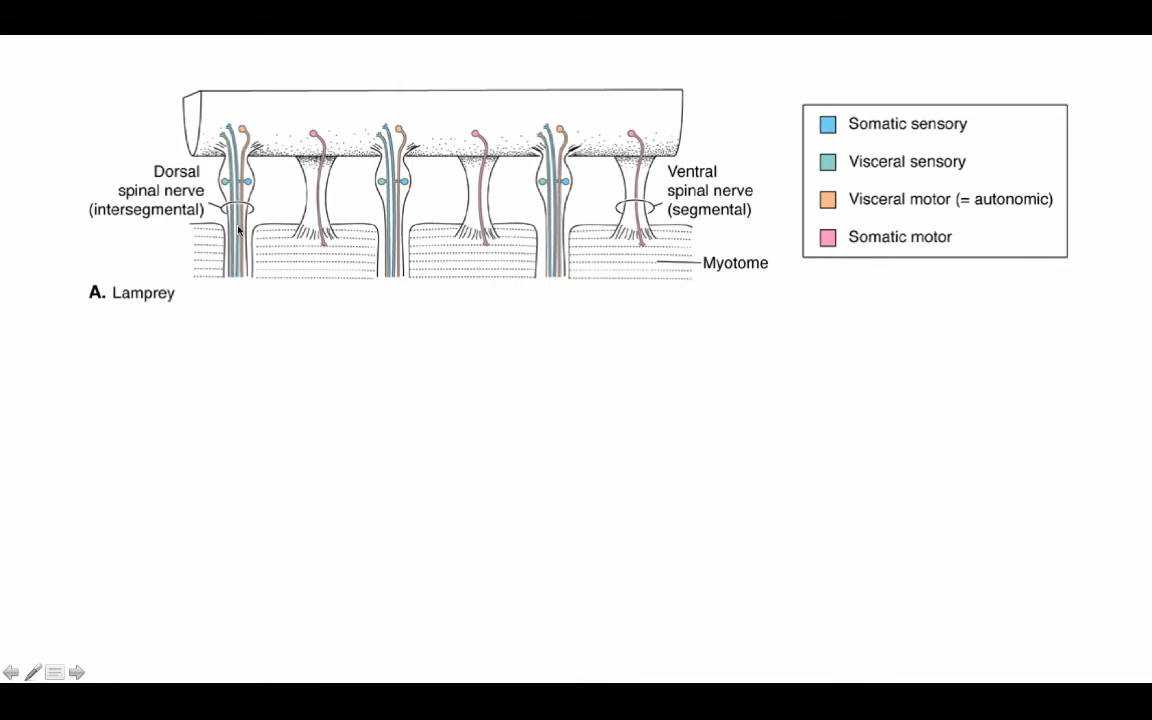 Dorsal
spinal nerve
(intersegmental)
Ventral
spinal nerve
(segmental)
Myotome
A. Lamprey
Somatic sensory
Visceral sensory
Visceral motor (= autonomic)
Somatic motor